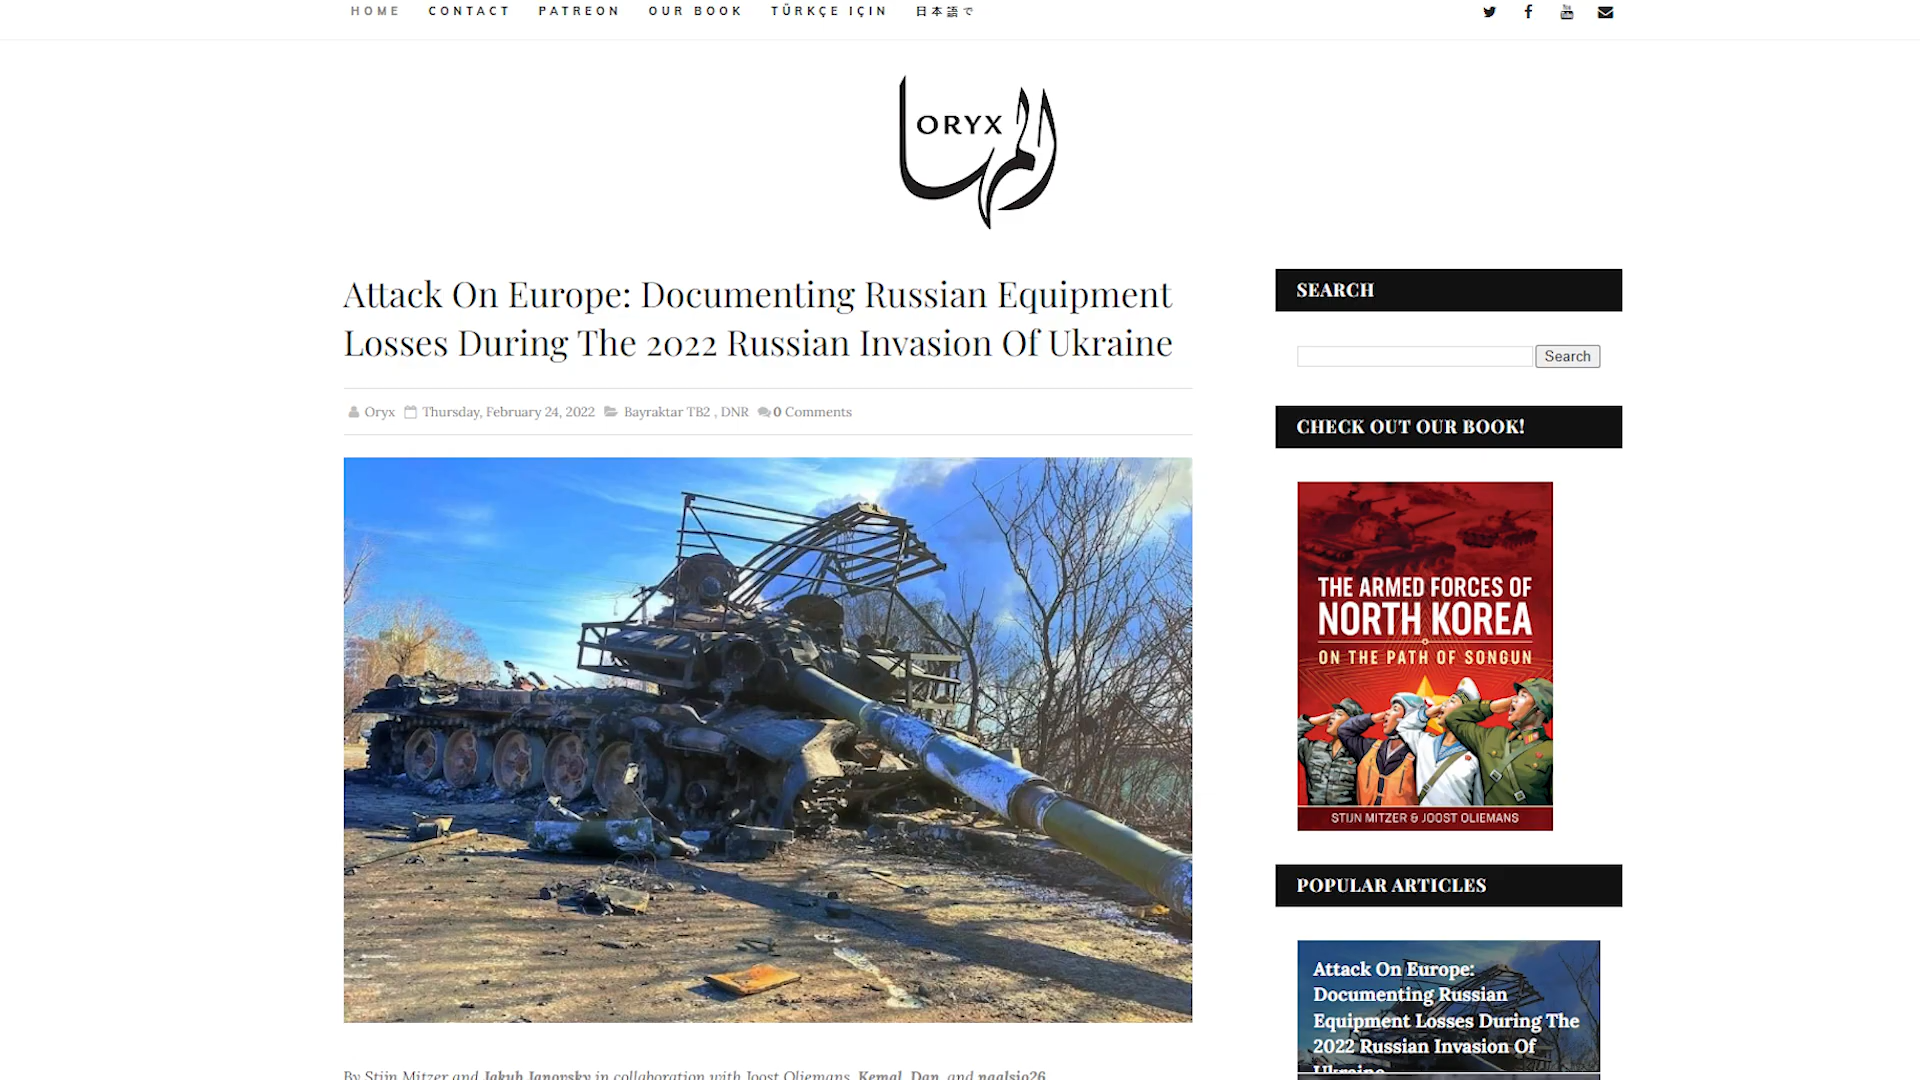 HOME CONTACT PATREON OUR BOOK TÜRKÇE IÇIN 日本語で
ORYX
المها
Attack On Europe: Documenting Russian Equipment
Losses During The 2022 Russian Invasion Of Ukraine
Oryx Thursday, February 24, 2022 Bayraktar TB2 , DNR 0 Comments
By Stijn Mitzer and Jakub Janovsky in collaboration with Joost Oliemans, Kemal, Dan, and naalsio26
SEARCH
Search
CHECK OUT OUR BOOK!
THE ARMED FORCES OF
NORTH KOREA
ON THE PATH OF SONGUN
STIJN MITZER & JOOST OLIEMANS
POPULAR ARTICLES
Attack On Europe:
Documenting Russian
Equipment Losses During The
2022 Russian Invasion Of
Ukraine